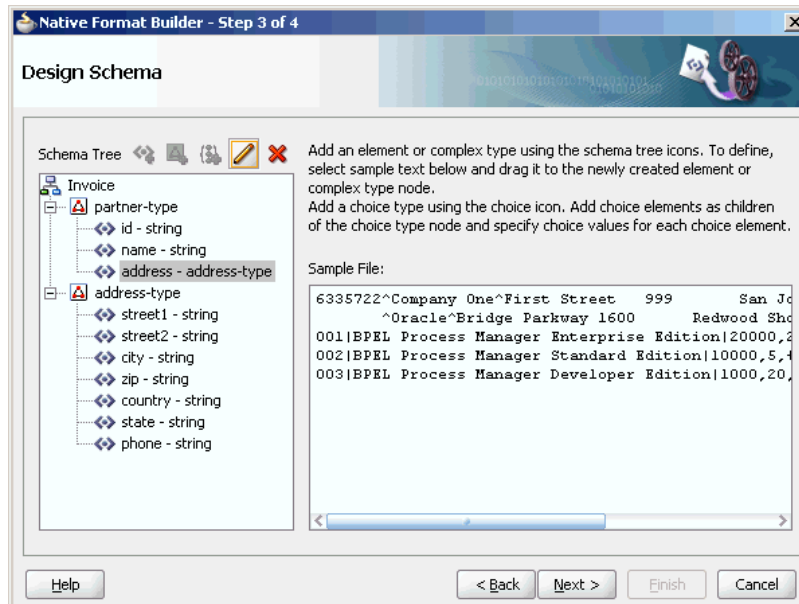 Native Format Builder - Step 3 of 4
Design Schema
Schema Tree
Invoice
partner-type
id - string
name - string
address - address-type
address-type
street1 - string
street2 - string
city - string
zip - string
country - string
state - string
phone - string
Add an element or complex type using the schema tree icons. To define,
select sample text below and drag it to the newly created element or
complex type node.
Add a choice type using the choice icon. Add choice elements as children
of the choice type node and specify choice values for each choice element.
Sample File:
6335722^Company One^First Street 999 San Jo
^Oracle^Bridge Parkway 1600 Redwood Sho
001|BPEL Process Manager Enterprise Edition|20000,2
002|BPEL Process Manager Standard Edition|10000,5,4
003|BPEL Process Manager Developer Edition|1000,20,
Help
< Back
Next >
Finish
Cancel